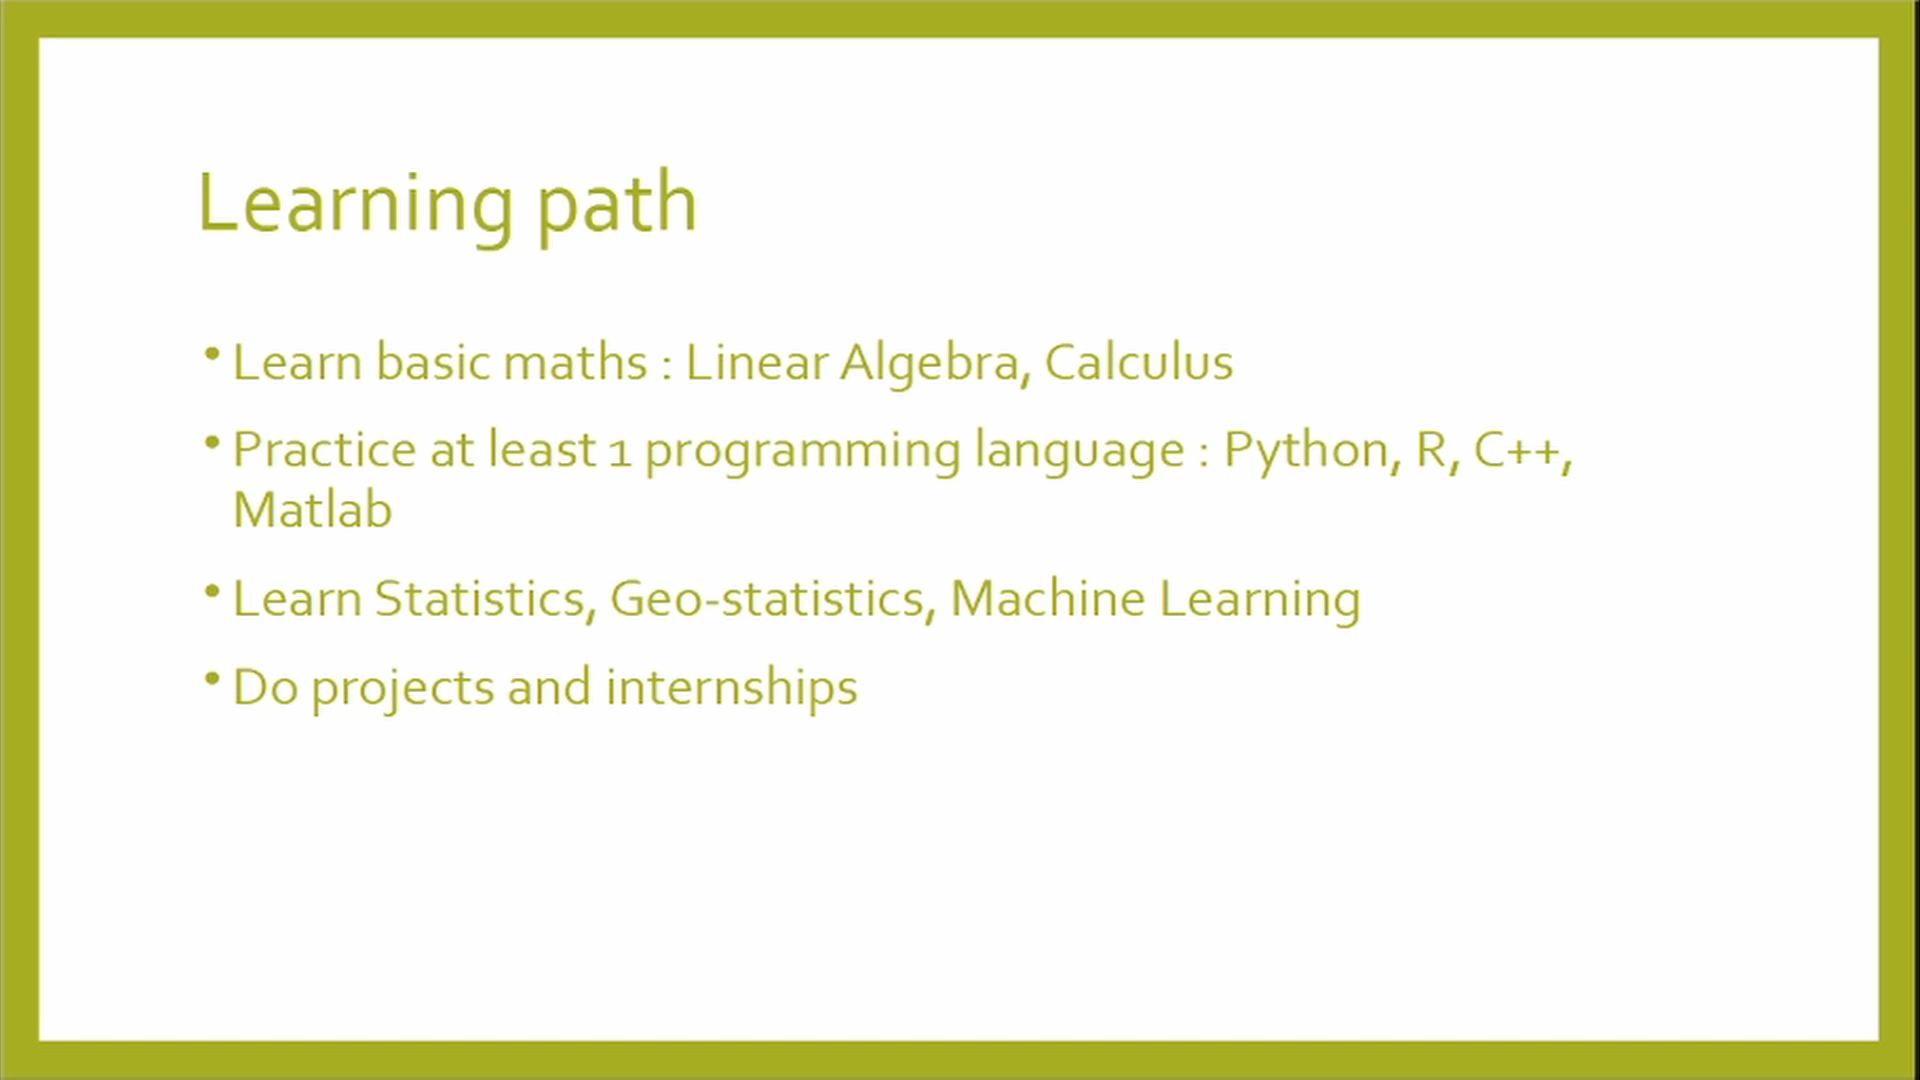 Learning path
• Learn basic maths : Linear Algebra, Calculus
• Practice at least 1 programming language : Python, R, C++,
Matlab
• Learn Statistics, Geo-statistics, Machine Learning
• Do projects and internships